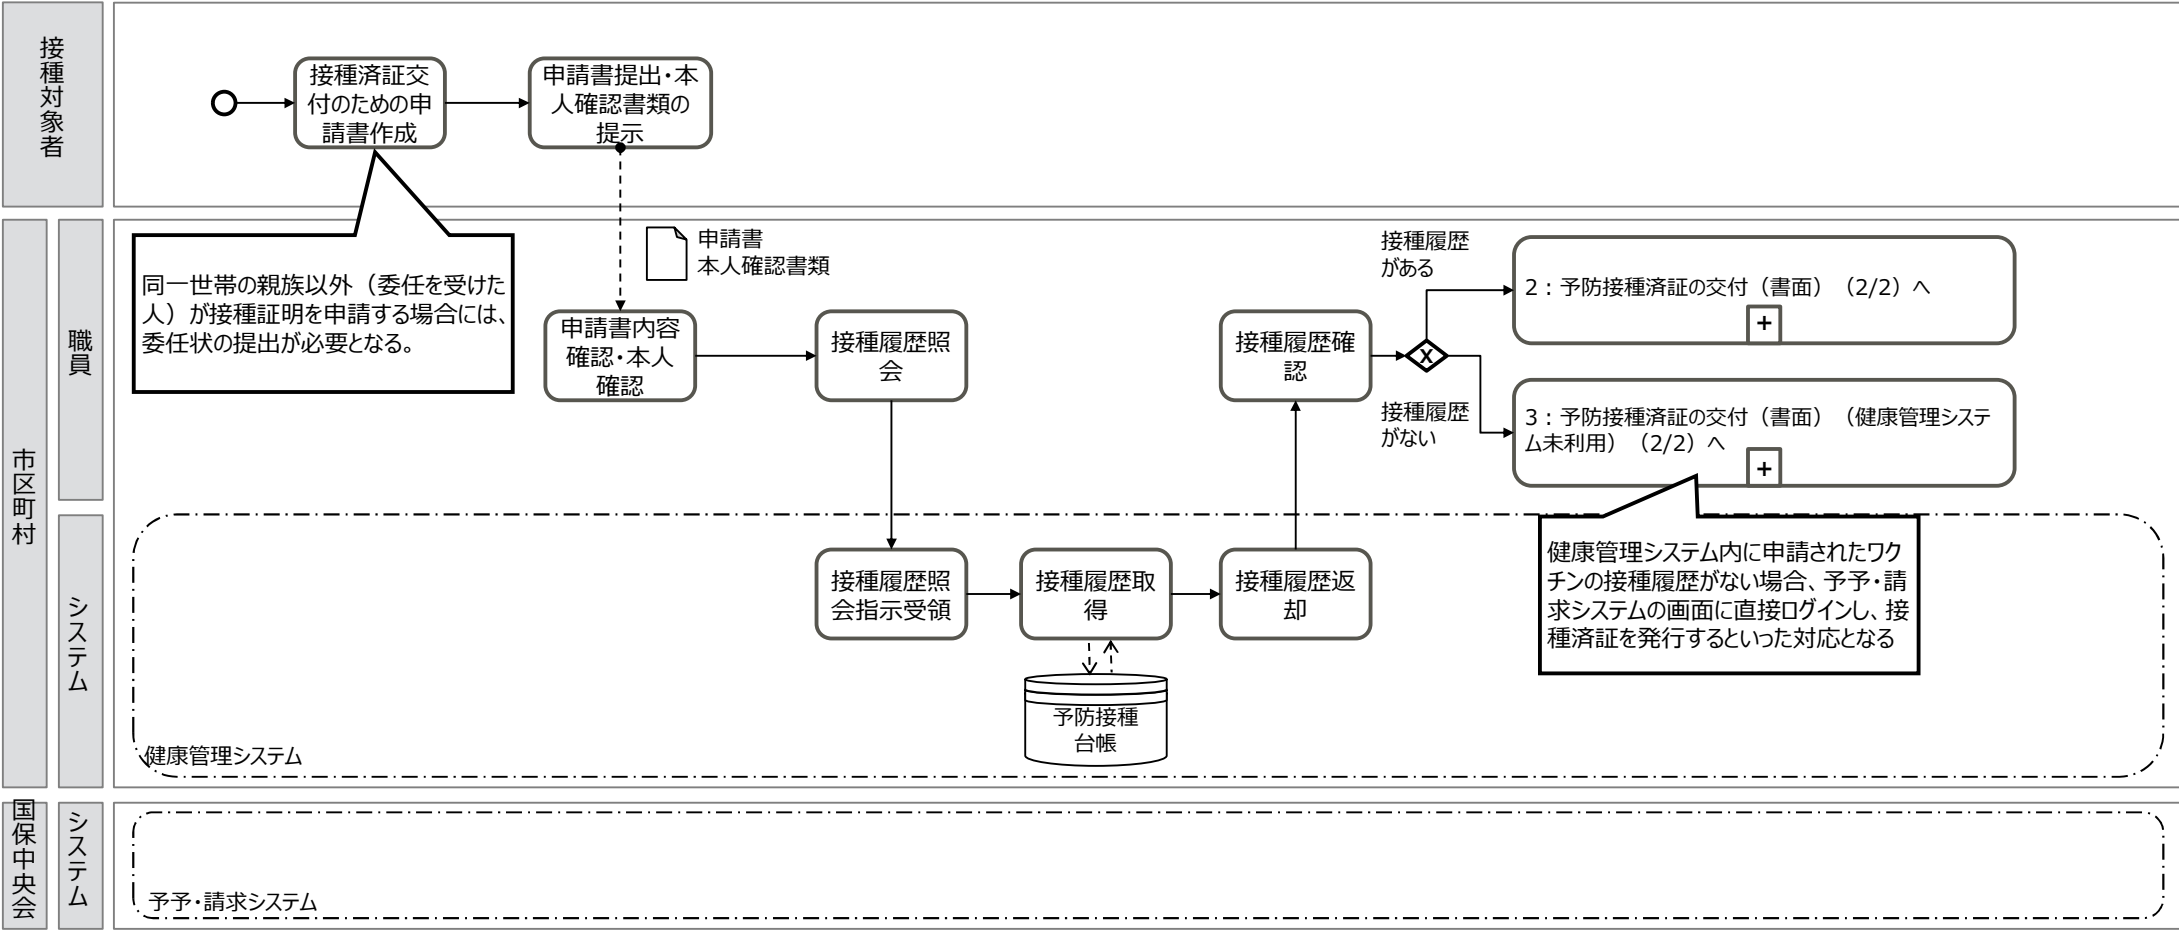 接種対象者
接種済証交
付のための申
請書作成
申請書提出・本
人確認書類の
提示
市区町村
職員
同一世帯の親族以外（委任を受けた
人）が接種証明を申請する場合には、
委任状の提出が必要となる。
申請書
本人確認書類
申請書内容
確認・本人
確認
接種履歴照
会
接種履歴確
認
X
接種履歴
がある
2：予防接種済証の交付（書面）（2/2）へ
+
接種履歴
がない
3：予防接種済証の交付（書面）（健康管理システ
ム未利用）（2/2）へ
+
システム
接種履歴照
会指示受領
接種履歴取
得
接種履歴返
却
予防接種
台帳
健康管理システム内に申請されたワク
チンの接種履歴がない場合、予予・請
求システムの画面に直接ログインし、接
種済証を発行するといった対応となる
健康管理システム
国保中央会
システム
予予・請求システム